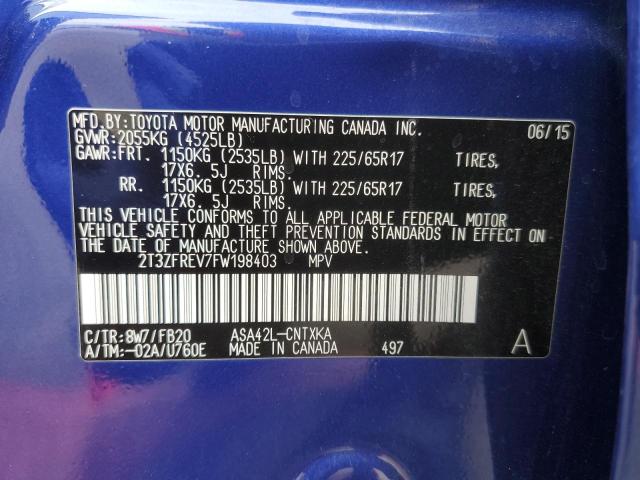 MFD.BY:TOYOTA MOTOR MANUFACTURING CANADA INC. 06/15
GVWR:2055KG (4525LB)
GAWR:FRT. 1150KG (2535LB) WITH 225/65R17 TIRES,
17X6. 5J RIMS.
RR. 1150KG (2535LB) WITH 225/65R17 TIRES,
17X6. 5J RIMS.
THIS VEHICLE CONFORMS TO ALL APPLICABLE FEDERAL MOTOR
VEHICLE SAFETY AND THEFT PREVENTION STANDARDS IN EFFECT ON
THE DATE OF MANUFACTURE SHOWN ABOVE.
2T3ZFREV7FW198403 MPV
C/TR:8W7/FB20 ASA42L-CNTXKA
A/TM:-02A/U760E MADE IN CANADA 497 A